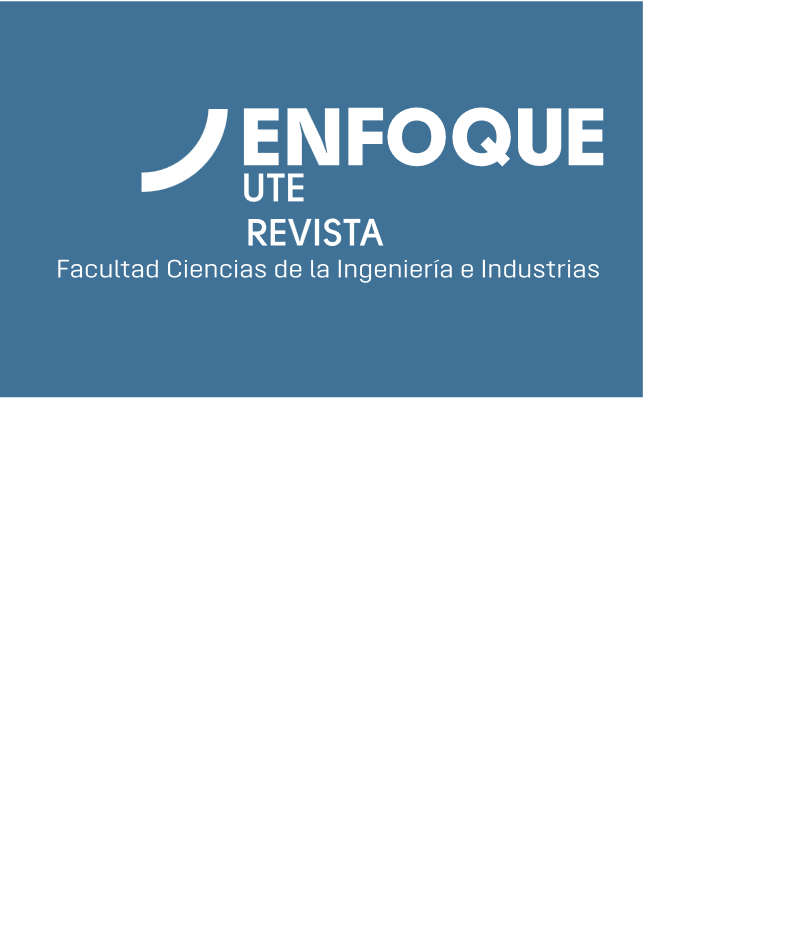 ENFOQUE
UTE
REVISTA
Facultad Ciencias de la Ingeniería e Industrias